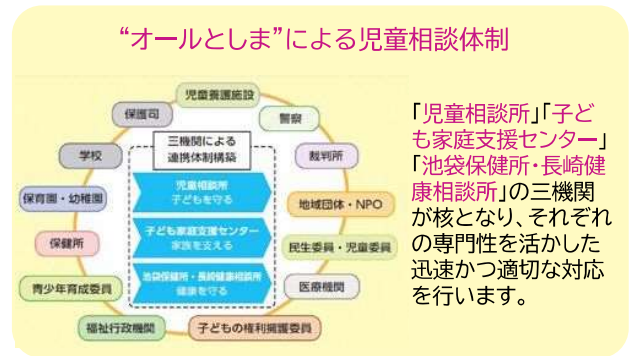 “オールとしま”による児童相談体制
児童養護施設
保護司
警察
三機関による
連携体制構築
学校
裁判所
児童相談所
子どもを守る
保育園・幼稚園
地域団体・NPO
子ども家庭支援センター
家族を支える
保健所
民生委員・児童委員
池袋保健所・長崎健康相談所
健康を守る
青少年育成委員
医療機関
福祉行政機関
子どもの権利擁護委員
「児童相談所」「子ど
も家庭支援センター」
「池袋保健所・長崎健
康相談所」の三機関
が核となり、それぞれ
の専門性を活かした
迅速かつ適切な対応
を行います。